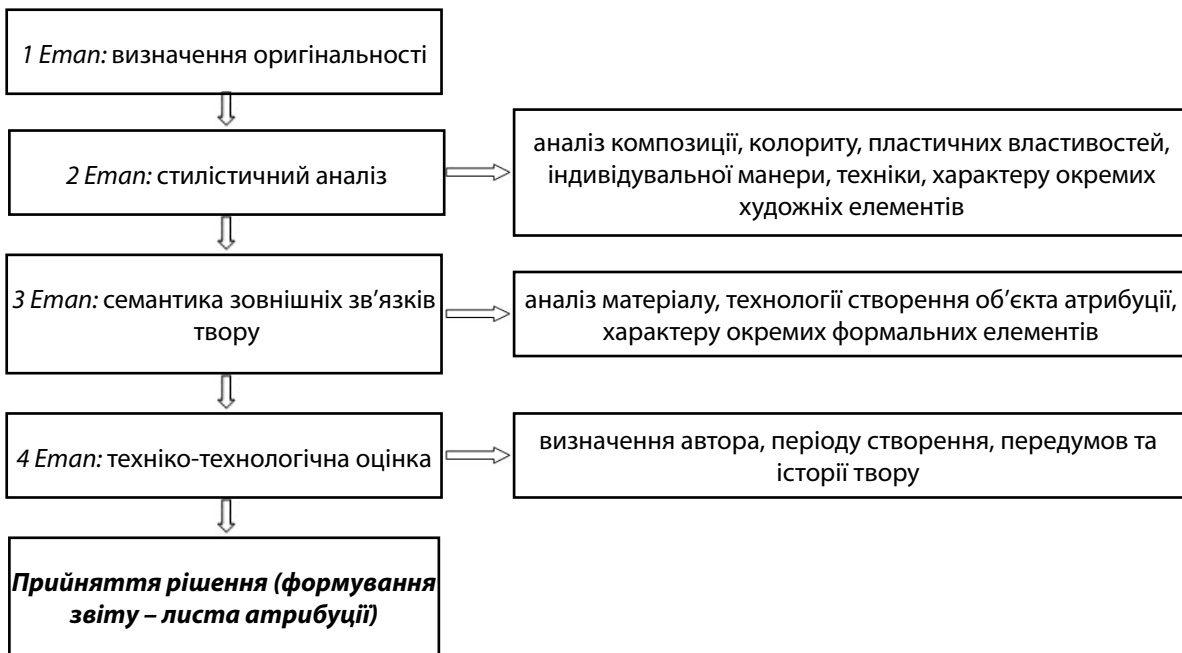 1 Етап: визначення оригінальності
2 Етап: стилістичний аналіз
аналіз композиції, колориту, пластичних властивостей,
індивідувальної манери, техніки, характеру окремих
художніх елементів
3 Етап: семантика зовнішніх зв’язків
твору
аналіз матеріалу, технології створення об’єкта атрибуції,
характеру окремих формальних елементів
4 Етап: техніко-технологічна оцінка
визначення автора, періоду створення, передумов та
історії твору
Прийняття рішення (формування
звіту – листа атрибуції)